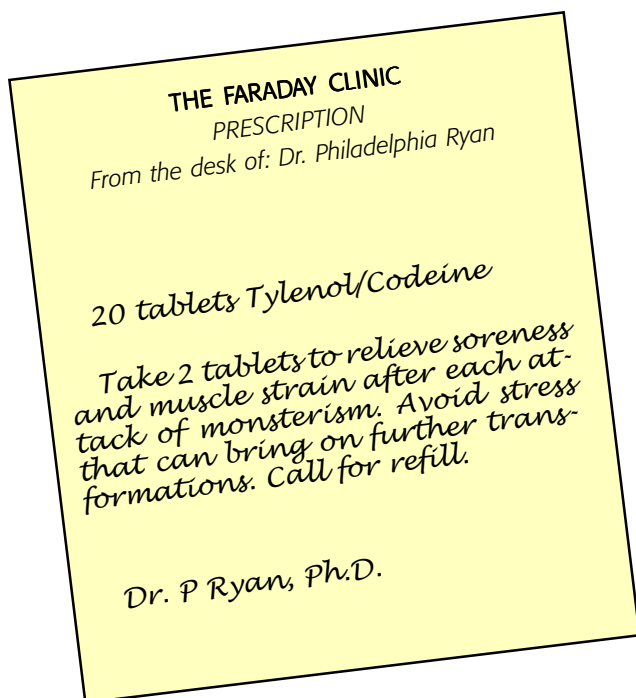 THE FARADAY CLINIC
PRESCRIPTION
From the desk of: Dr. Philadelphia Ryan
20 tablets Tylenol/Codeine
Take 2 tablets to relieve soreness
and muscle strain after each at-
tack of monsterism. Avoid stress
that can bring on further trans-
formations. Call for refill.
Dr. P Ryan, Ph.D.